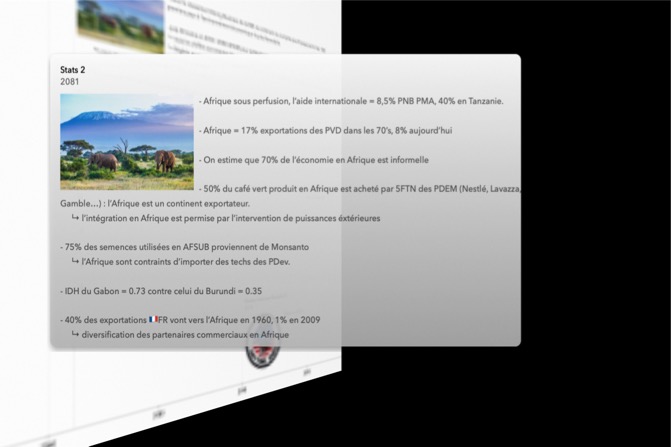 Stats 2
2081
- Afrique sous perfusion, l'aide internationale = 8,5% PNB PMA, 40% en Tanzanie.
- Afrique = 17% exportations des PVD dans les 70's, 8% aujourd'hui
- On estime que 70% de l'économie en Afrique est informelle
- 50% du café vert produit en Afrique est acheté par 5FTN des PDEM (Nestlé, Lavazza,
Gamble...) : l'Afrique est un continent exportateur.
↳ l'intégration en Afrique est permise par l'intervention de puissances éxtérieures
- 75% des semences utilisées en AFSUB proviennent de Monsanto
↳ l'Afrique sont contraints d'importer des techs des PDev.
- IDH du Gabon = 0.73 contre celui du Burundi = 0.35
- 40% des exportations 🇫🇷FR vont vers l'Afrique en 1960, 1% en 2009
↳ diversification des partenaires commerciaux en Afrique